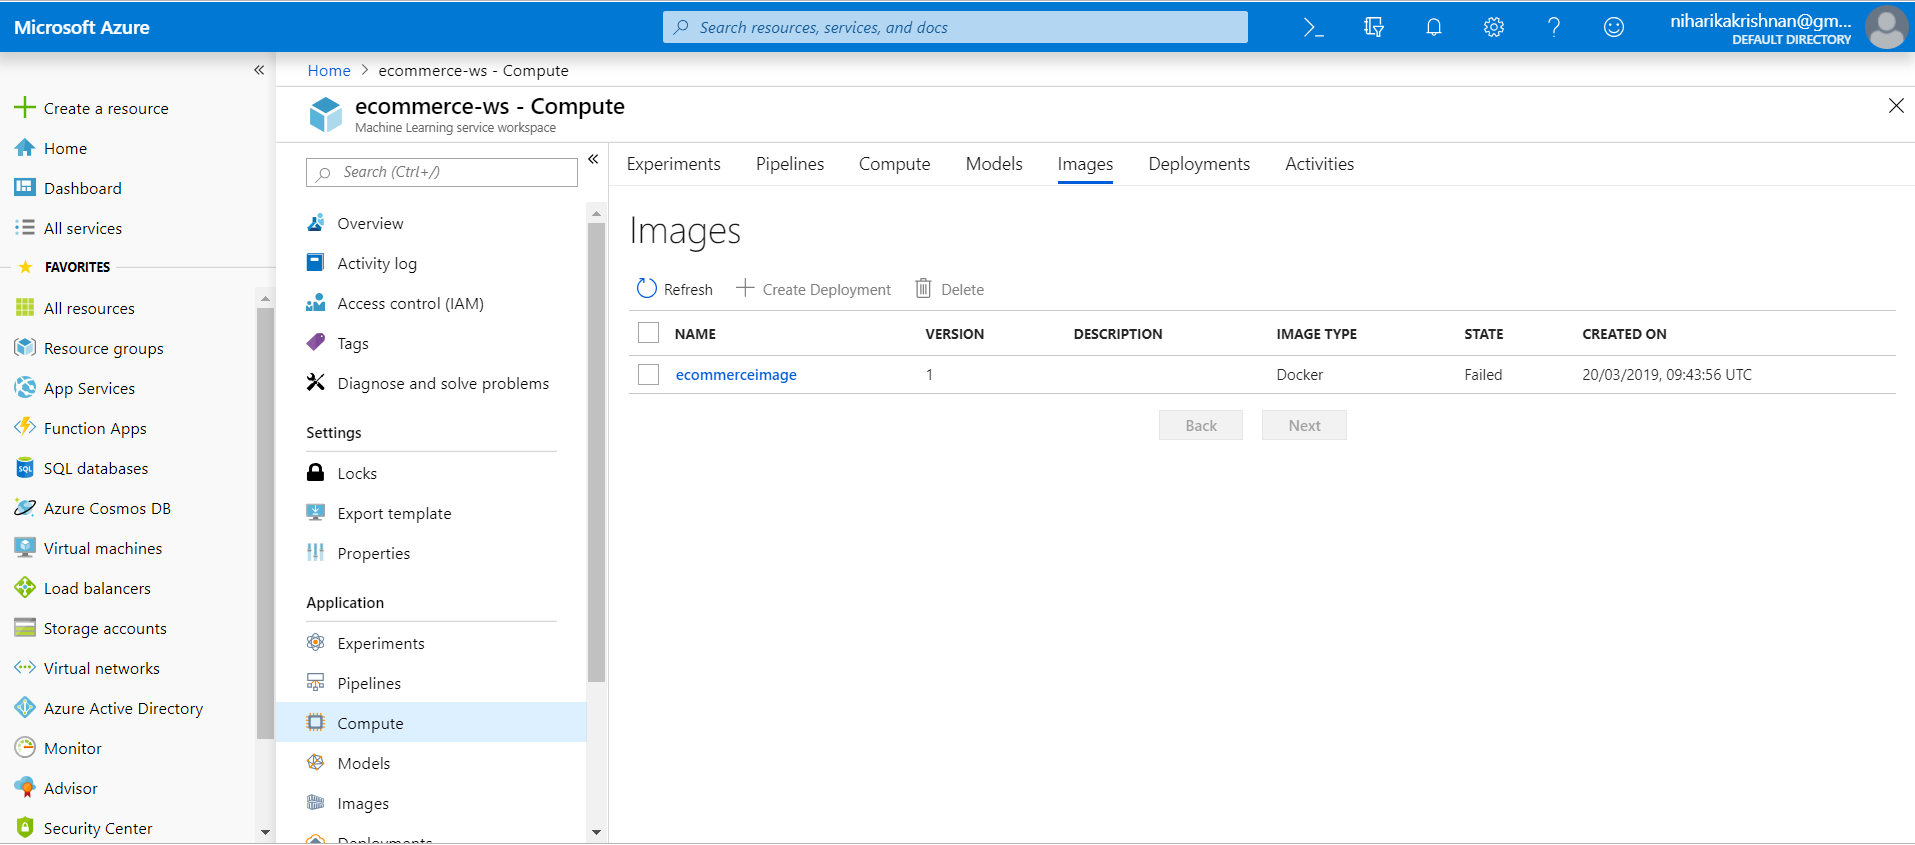 Microsoft Azure
Search resources, services, and docs
niharikakrishnan@gm...
DEFAULT DIRECTORY
Create a resource
Home
Dashboard
All services
FAVORITES
All resources
Resource groups
App Services
Function Apps
SQL databases
Azure Cosmos DB
Virtual machines
Load balancers
Storage accounts
Virtual networks
Azure Active Directory
Monitor
Advisor
Security Center
Home > ecommerce-ws - Compute
ecommerce-ws - Compute
Machine Learning service workspace
Search (Ctrl+/)
Overview
Activity log
Access control (IAM)
Tags
Diagnose and solve problems
Settings
Locks
Export template
Properties
Application
Experiments
Pipelines
Compute
Models
Images
Deployments
Experiments Pipelines Compute Models Images Deployments Activities
Images
Refresh Create Deployment Delete
NAME VERSION DESCRIPTION IMAGE TYPE STATE CREATED ON
ecommerceimage 1 Docker Failed 20/03/2019, 09:43:56 UTC
Back Next